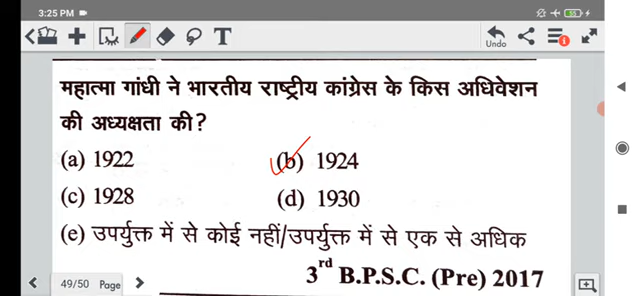 3:25 PM
Undo
महात्मा गांधी ने भारतीय राष्ट्रीय कांग्रेस के किस अधिवेशन
की अध्यक्षता की?
(a) 1922 (b) 1924
(c) 1928 (d) 1930
(e) उपर्युक्त में से कोई नहीं/उपर्युक्त में से एक से अधिक
3rd B.P.S.C. (Pre) 2017
49/50 Page